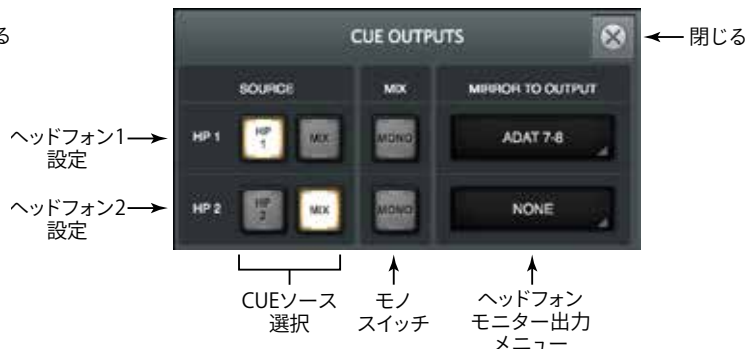 CUE OUTPUTS
閉じる
る
SOURCE
MIX
MIRROR TO OUTPUT
ヘッドフォン1
設定
HP 1
HP
1
MIX
MONO
ADAT 7-8
ヘッドフォン2
設定
HP 2
HP
2
MIX
MONO
NONE
CUEソース
選択
モノ
スイッチ
ヘッドフォン
モニター出力
メニュー